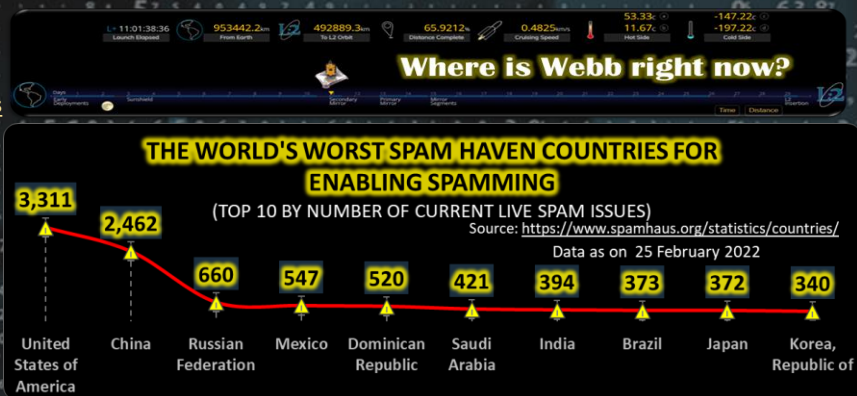 L+ 11:01:38:36
Launch Elapsed
953442.2km
From Earth
492889.3km
To L2 Orbit
65.9212%
Distance Complete
0.4825km/s
Cruising Speed
53.33c
11.67c
Hot Side
-147.22c
-197.22c
Cold Side
Where is Webb right now?
Days
Early
Deployments
Sunshield
Secondary
Mirror
Primary
Mirror
Mirror
Segments
L2
Insertion
L2
Time
Distance
THE WORLD'S WORST SPAM HAVEN COUNTRIES FOR
ENABLING SPAMMING
(TOP 10 BY NUMBER OF CURRENT LIVE SPAM ISSUES)
Source: https://www.spamhaus.org/statistics/countries/
Data as on 25 February 2022
3,311
2,462
660
547
520
421
394
373
372
340
United
States of
America
China
Russian
Federation
Mexico
Dominican
Republic
Saudi
Arabia
India
Brazil
Japan
Korea,
Republic of